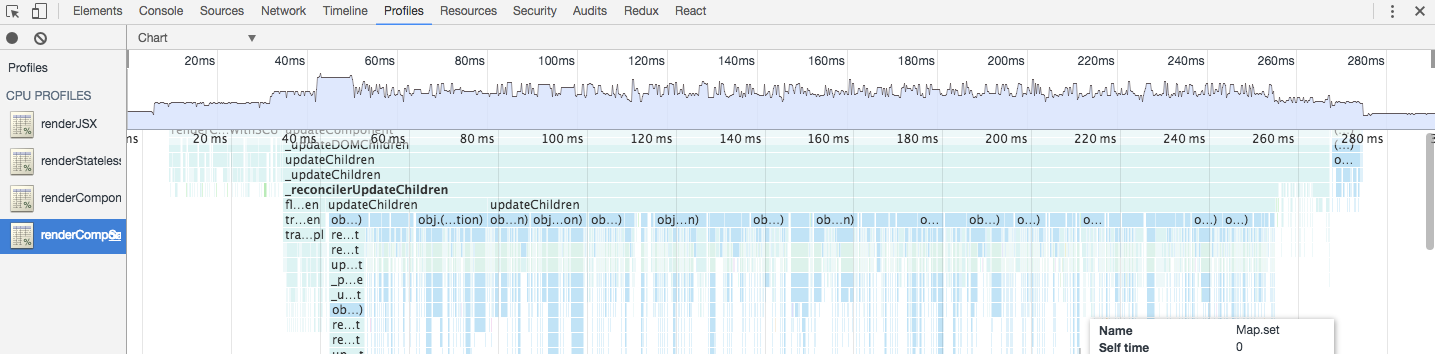 Elements Console Sources Network Timeline Profiles Resources Security Audits Redux React
Chart
Profiles
CPU PROFILES
renderJSX
renderStateless
renderCompon
renderCompo
20ms 40ms 60ms 80ms 100ms 120ms 140ms 160ms 180ms 200ms 220ms 240ms 260ms 280ms
ns 20 ms 40 ms 60 ms 80 ms 100 ms 120 ms 140 ms 160 ms 180 ms 200 ms 220 ms 240 ms 260 ms 280 ms
updateComponent
_updateDOMChildren (...)
updateChildren o...
_updateChildren
_reconcilerUpdateChildren
fl...en updateChildren updateChildren
tr...en ob...) obj.(...tion) ob...n) obj...on) ob...) obj...n) ob...) ob...n) o... ob...) o...) o... o...) o...)
tra...pl re...t
re...t
up...t
_p...e
_u...t
ob...)
re...t
re...t
Name Map.set
Self time 0